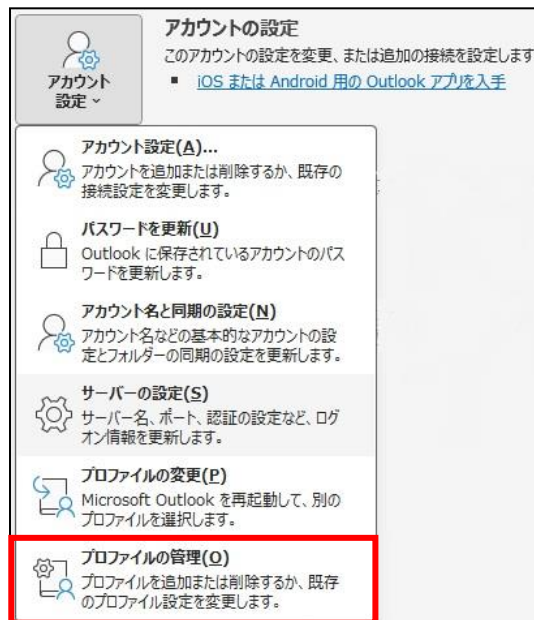 アカウントの設定
このアカウントの設定を変更、または追加の接続を設定します
▪ iOS または Android 用の Outlook アプリを入手
アカウント
設定
アカウント設定(A)...
アカウントを追加または削除するか、既存の
接続設定を変更します。
パスワードを更新(U)
Outlook に保存されているアカウントのパス
ワードを更新します。
アカウント名と同期の設定(N)
アカウント名などの基本的なアカウントの設
定とフォルダーの同期の設定を更新します。
サーバーの設定(S)
サーバー名、ポート、認証の設定など、ログ
オン情報を更新します。
プロファイルの変更(P)
Microsoft Outlook を再起動して、別の
プロファイルを選択します。
プロファイルの管理(O)
プロファイルを追加または削除するか、既存
のプロファイル設定を変更します。